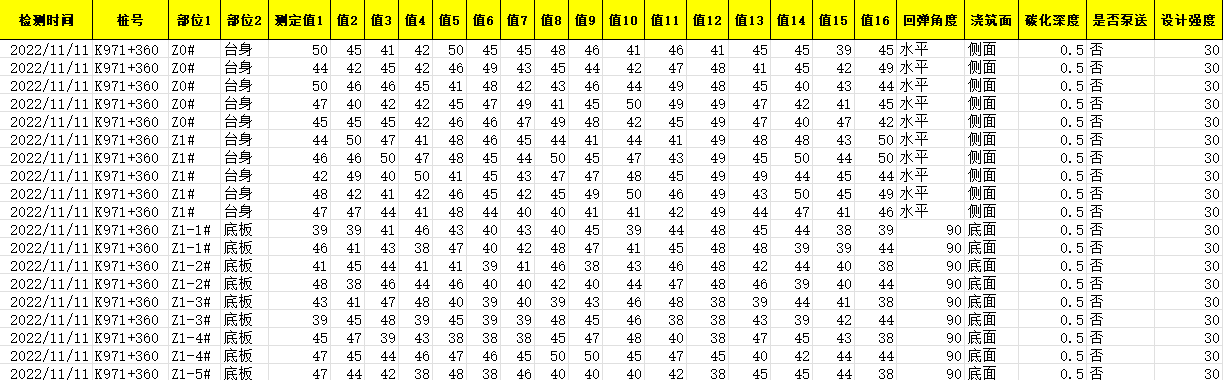 检测时间 桩号 部位1 部位2 测定值1 值2 值3 值4 值5 值6 值7 值8 值9 值10 值11 值12 值13 值14 值15 值16 回弹角度 浇筑面 碳化深度 是否泵送 设计强度
2022/11/11 K971+360 Z0# 台身 50 45 41 42 50 45 45 48 46 41 46 41 45 45 39 45 水平 侧面 0.5 否 30
2022/11/11 K971+360 Z0# 台身 44 42 45 42 46 49 43 45 44 42 47 48 41 45 42 49 水平 侧面 0.5 否 30
2022/11/11 K971+360 Z0# 台身 50 46 46 45 41 48 42 43 46 44 49 48 45 40 43 44 水平 侧面 0.5 否 30
2022/11/11 K971+360 Z0# 台身 47 40 42 42 45 47 49 41 45 50 49 49 47 42 41 45 水平 侧面 0.5 否 30
2022/11/11 K971+360 Z0# 台身 45 45 45 42 46 46 47 49 48 42 45 49 47 40 47 42 水平 侧面 0.5 否 30
2022/11/11 K971+360 Z1# 台身 44 50 47 41 48 46 45 44 41 44 41 49 48 48 43 50 水平 侧面 0.5 否 30
2022/11/11 K971+360 Z1# 台身 46 46 50 47 48 45 44 50 45 47 43 49 45 50 44 50 水平 侧面 0.5 否 30
2022/11/11 K971+360 Z1# 台身 42 49 40 50 41 45 43 47 47 48 45 49 49 44 45 44 水平 侧面 0.5 否 30
2022/11/11 K971+360 Z1# 台身 48 42 41 42 46 45 42 45 49 50 46 49 43 50 45 49 水平 侧面 0.5 否 30
2022/11/11 K971+360 Z1# 台身 47 47 44 41 48 44 40 40 41 41 42 49 44 47 41 46 水平 侧面 0.5 否 30
2022/11/11 K971+360 Z1-1# 底板 39 39 41 46 43 40 43 40 45 39 44 48 45 44 38 39 90 底面 0.5 否 30
2022/11/11 K971+360 Z1-1# 底板 46 41 43 38 47 40 42 48 47 41 45 48 48 39 39 44 90 底面 0.5 否 30
2022/11/11 K971+360 Z1-2# 底板 41 45 44 41 41 39 41 46 38 43 46 48 42 44 40 38 90 底面 0.5 否 30
2022/11/11 K971+360 Z1-2# 底板 48 38 46 44 46 40 40 42 40 44 47 48 46 39 40 44 90 底面 0.5 否 30
2022/11/11 K971+360 Z1-3# 底板 43 41 47 48 40 39 40 39 43 46 48 38 39 44 41 38 90 底面 0.5 否 30
2022/11/11 K971+360 Z1-3# 底板 39 45 48 39 45 39 39 48 45 46 38 38 43 39 42 44 90 底面 0.5 否 30
2022/11/11 K971+360 Z1-4# 底板 45 47 39 43 38 38 38 45 47 48 40 38 47 45 43 38 90 底面 0.5 否 30
2022/11/11 K971+360 Z1-4# 底板 47 45 44 46 47 46 45 50 50 45 47 45 40 42 44 44 90 底面 0.5 否 30
2022/11/11 K971+360 Z1-5# 底板 47 44 42 38 48 38 46 40 40 40 42 38 45 45 44 38 90 底面 0.5 否 30